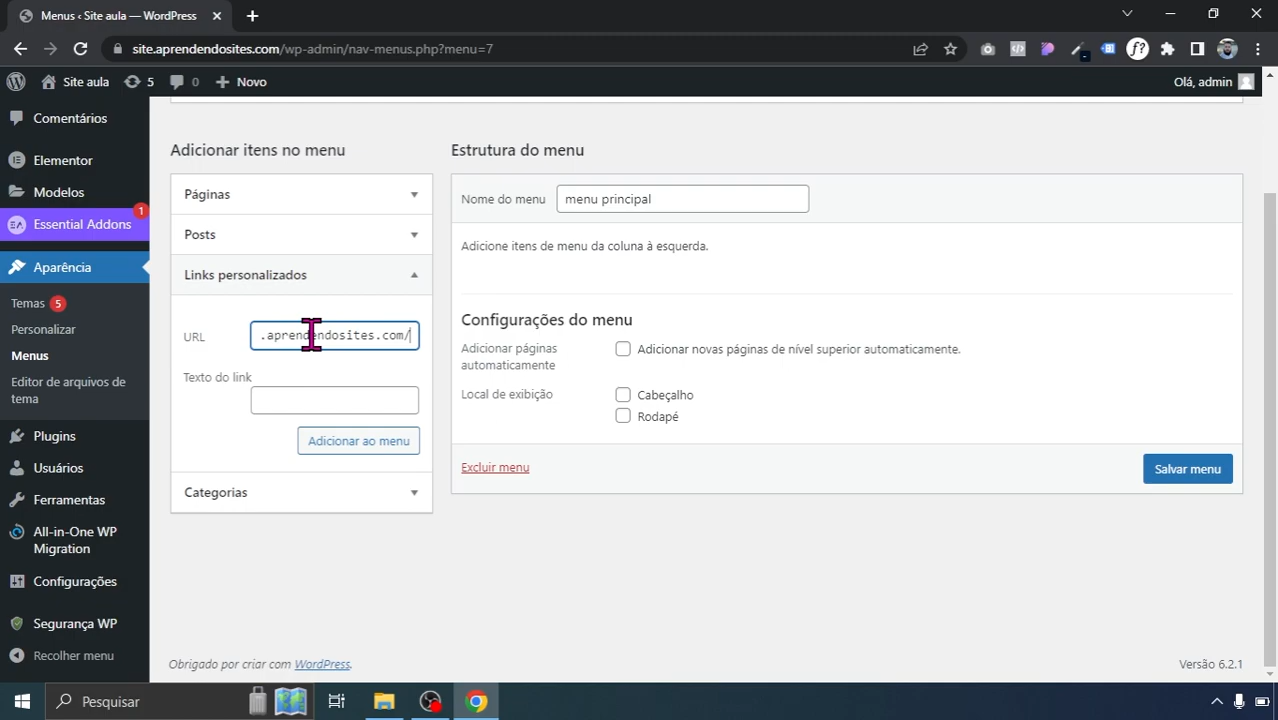 Menus ‹ Site aula — WordPress
site.aprendendosites.com/wp-admin/nav-menus.php?menu=7
f?
Site aula
5
0
Novo
Olá, admin
Comentários
Elementor
Modelos
Essential Addons
1
Aparência
Temas 5
Personalizar
Menus
Editor de arquivos de
tema
Plugins
Usuários
Ferramentas
All-in-One WP
Migration
Configurações
Segurança WP
Recolher menu
Adicionar itens no menu
Páginas
Posts
Links personalizados
URL
.aprendendosites.com/
Texto do link
Adicionar ao menu
Categorias
Estrutura do menu
Nome do menu
menu principal
Adicione itens de menu da coluna à esquerda.
Configurações do menu
Adicionar páginas
automaticamente
Adicionar novas páginas de nível superior automaticamente.
Local de exibição
Cabeçalho
Rodapé
Excluir menu
Salvar menu
Obrigado por criar com WordPress.
Versão 6.2.1
Pesquisar